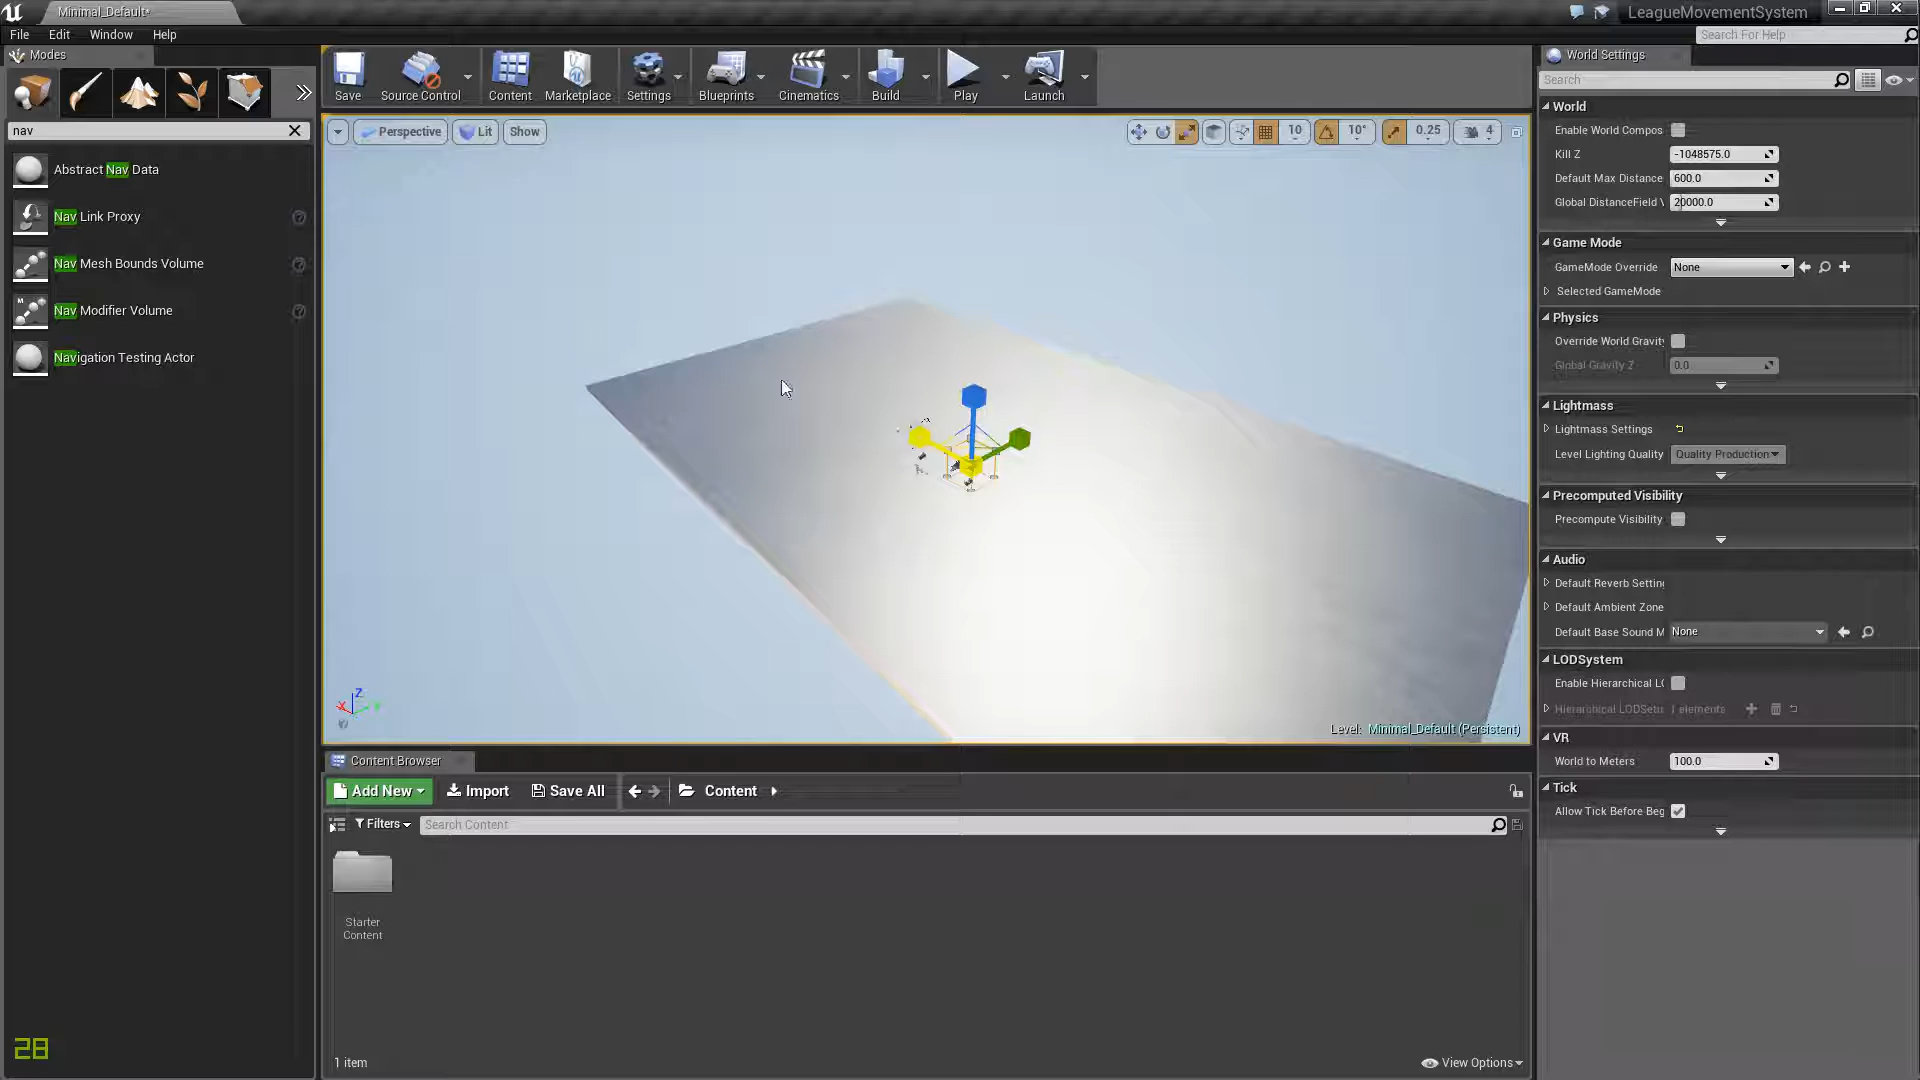 Minimal_Default*
LeagueMovementSystem
File Edit Window Help
Search For Help
Modes
nav
Abstract Nav Data
Nav Link Proxy
Nav Mesh Bounds Volume
Nav Modifier Volume
Navigation Testing Actor
28
Save Source Control Content Marketplace Settings Blueprints Cinematics Build Play Launch
Perspective Lit Show
10 10° 0.25 4
Z
X
Level: Minimal_Default (Persistent)
Content Browser
Add New Import Save All Content
Filters Search Content
Starter
Content
1 item
View Options
World Settings
Search
World
Enable World Compos
Kill Z -1048575.0
Default Max Distance 600.0
Global DistanceField V 20000.0
Game Mode
GameMode Override None
Selected GameMode
Physics
Override World Gravit
Global Gravity Z 0.0
Lightmass
Lightmass Settings
Level Lighting Quality Quality Production
Precomputed Visibility
Precompute Visibility
Audio
Default Reverb Settin
Default Ambient Zone
Default Base Sound M None
LODSystem
Enable Hierarchical LO
Hierarchical LODSetu 1 elements
VR
World to Meters 100.0
Tick
Allow Tick Before Beg